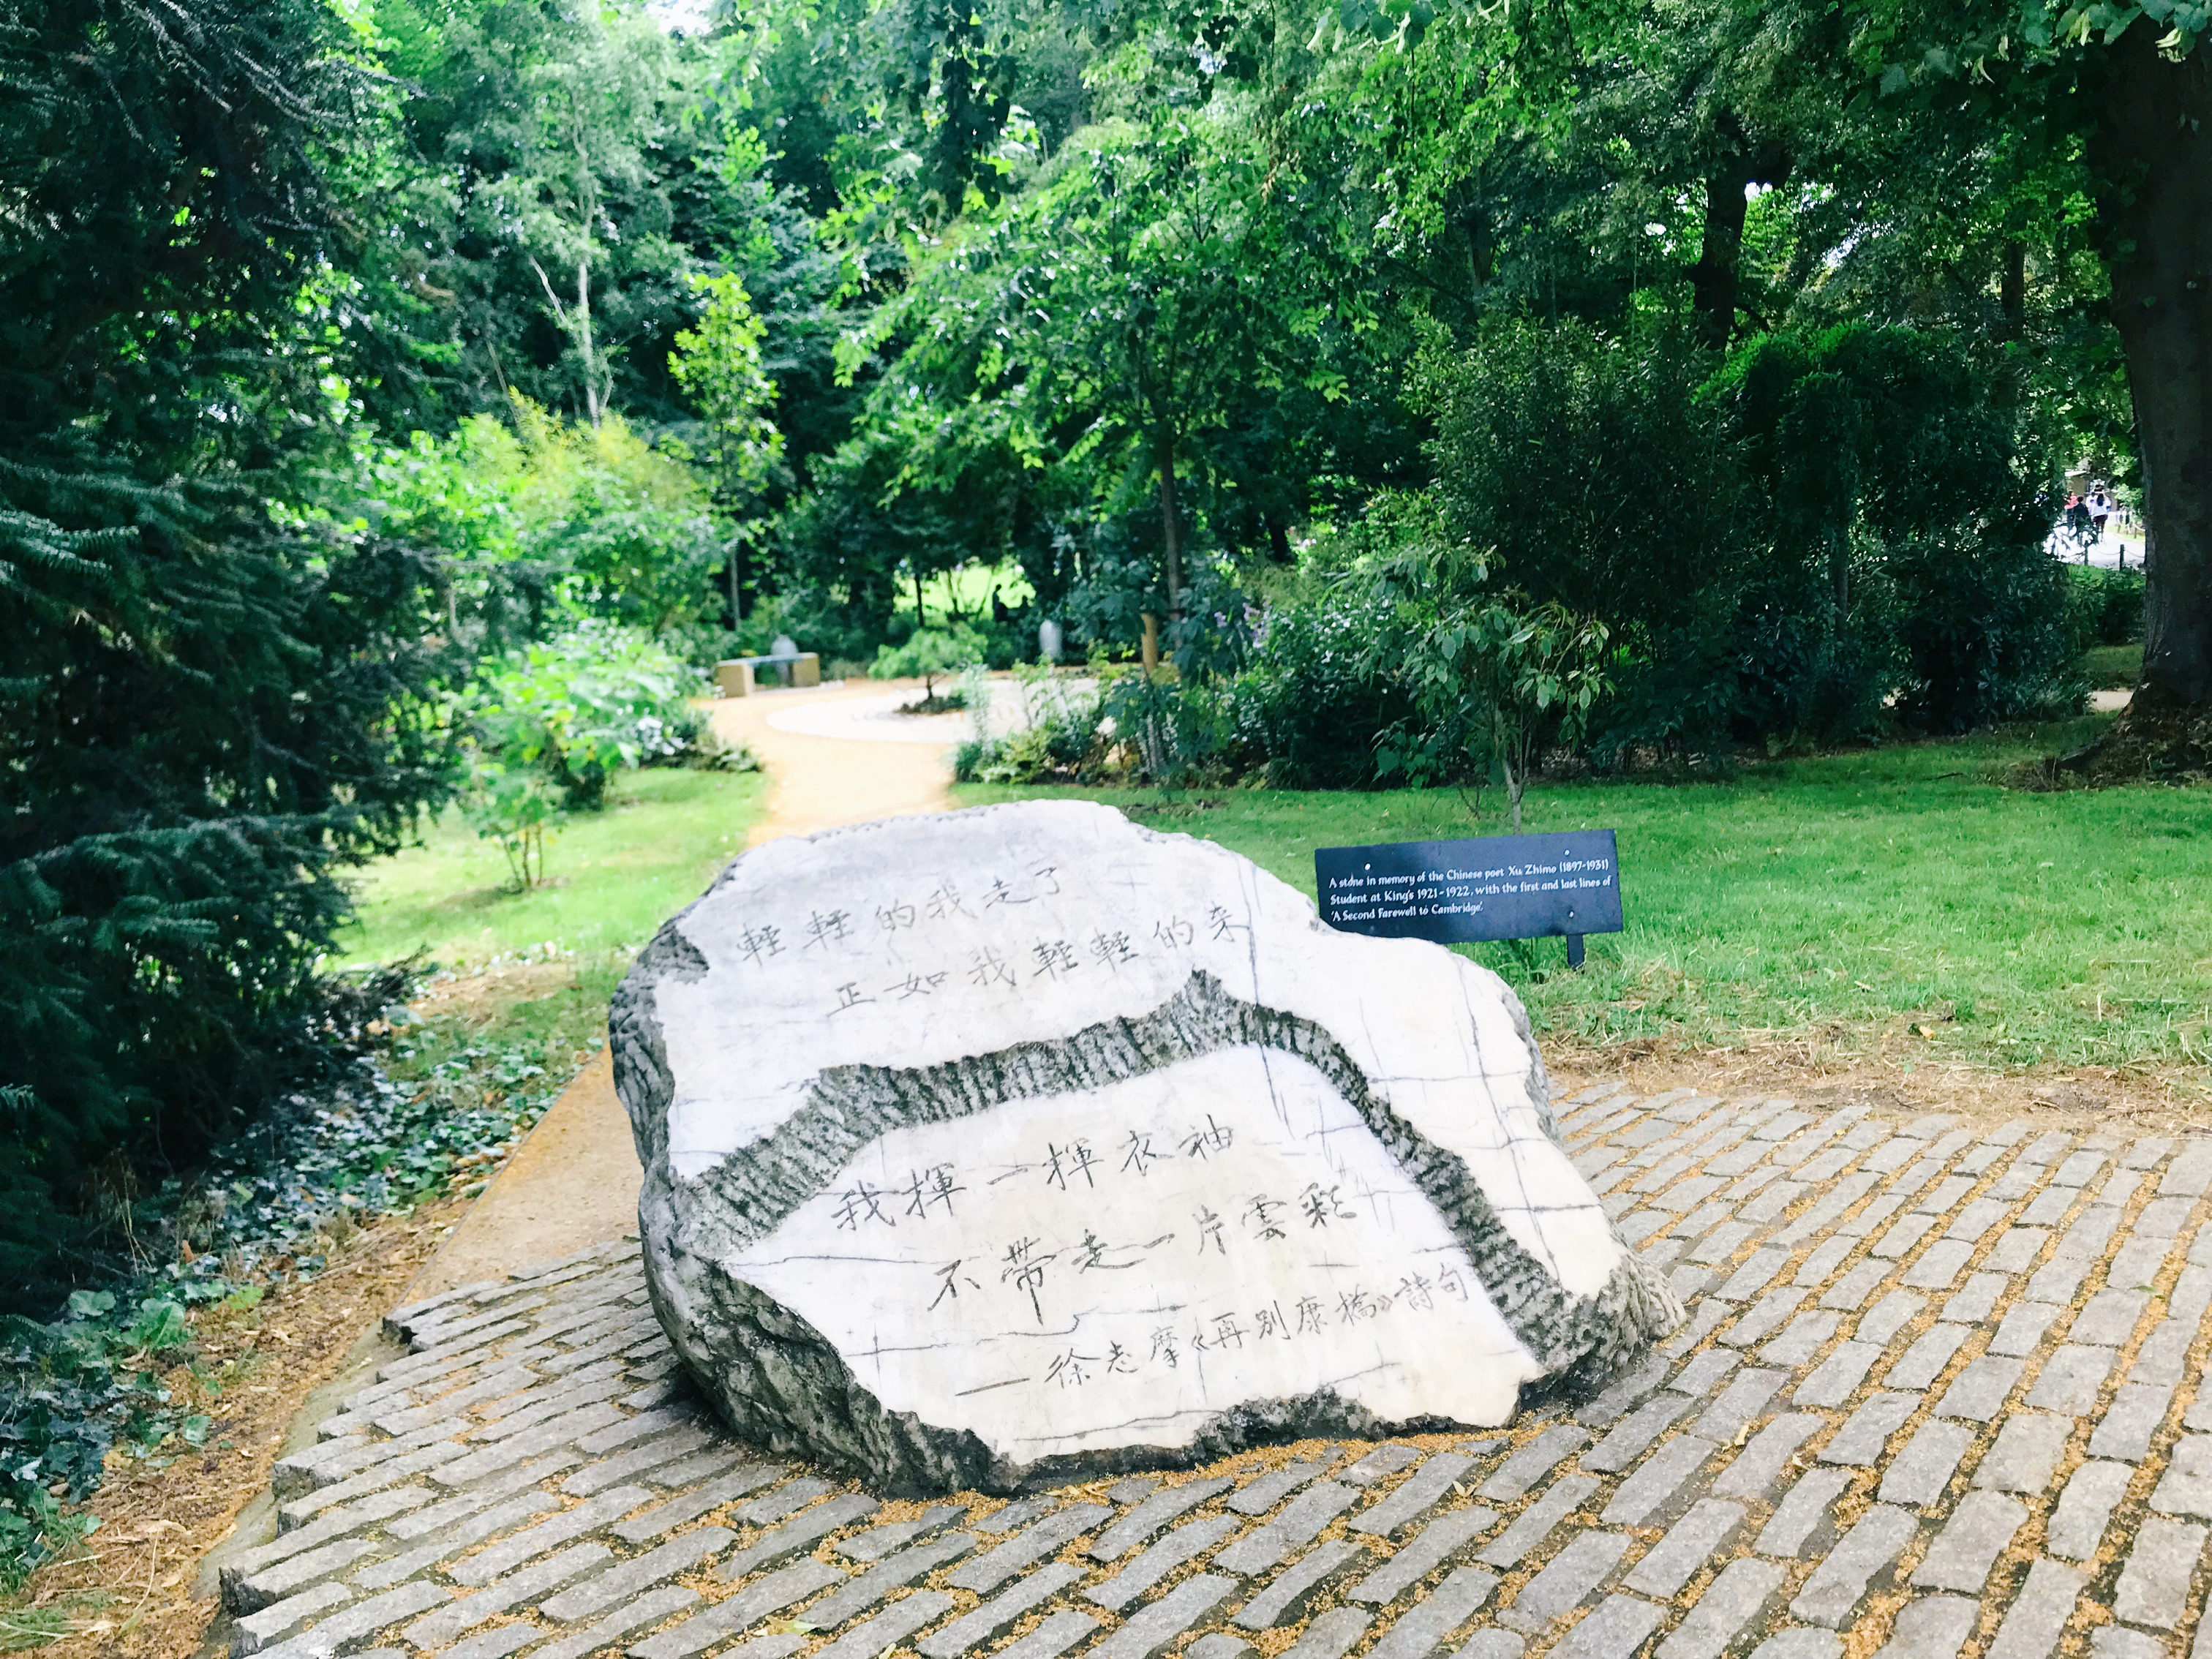 輕輕的我走了
正如我輕輕的来
我揮一揮衣袖
不帶走一片雲彩
——徐志摩《再別康橋》詩句
A stone in memory of the Chinese poet Xu Zhimo (1897-1931)
Student at King's 1921-1922, with the first and last lines of
'A Second Farewell to Cambridge'.